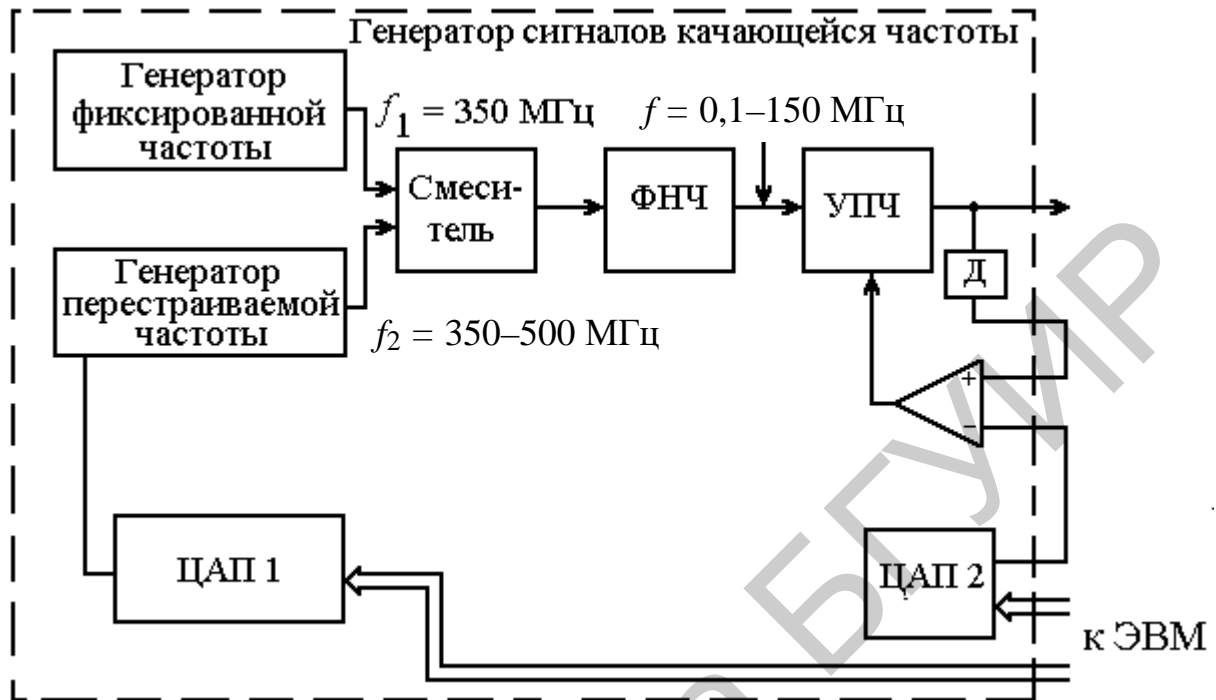 Генератор сигналов качающейся частоты
Генератор
фиксированной
частоты
f1 = 350 МГц
f = 0,1–150 МГц
Смеси-
тель
ФНЧ
УПЧ
Д
Генератор
перестраиваемой
частоты
f2 = 350–500 МГц
+
−
ЦАП 1
ЦАП 2
к ЭВМ
БГУИР